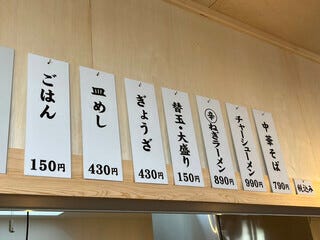 ごはん
150円
皿めし
430円
ぎょうざ
430円
替玉・大盛り
150円
辛ねぎラーメン
890円
チャーシューメン
990円
中華そば
790円
税込み